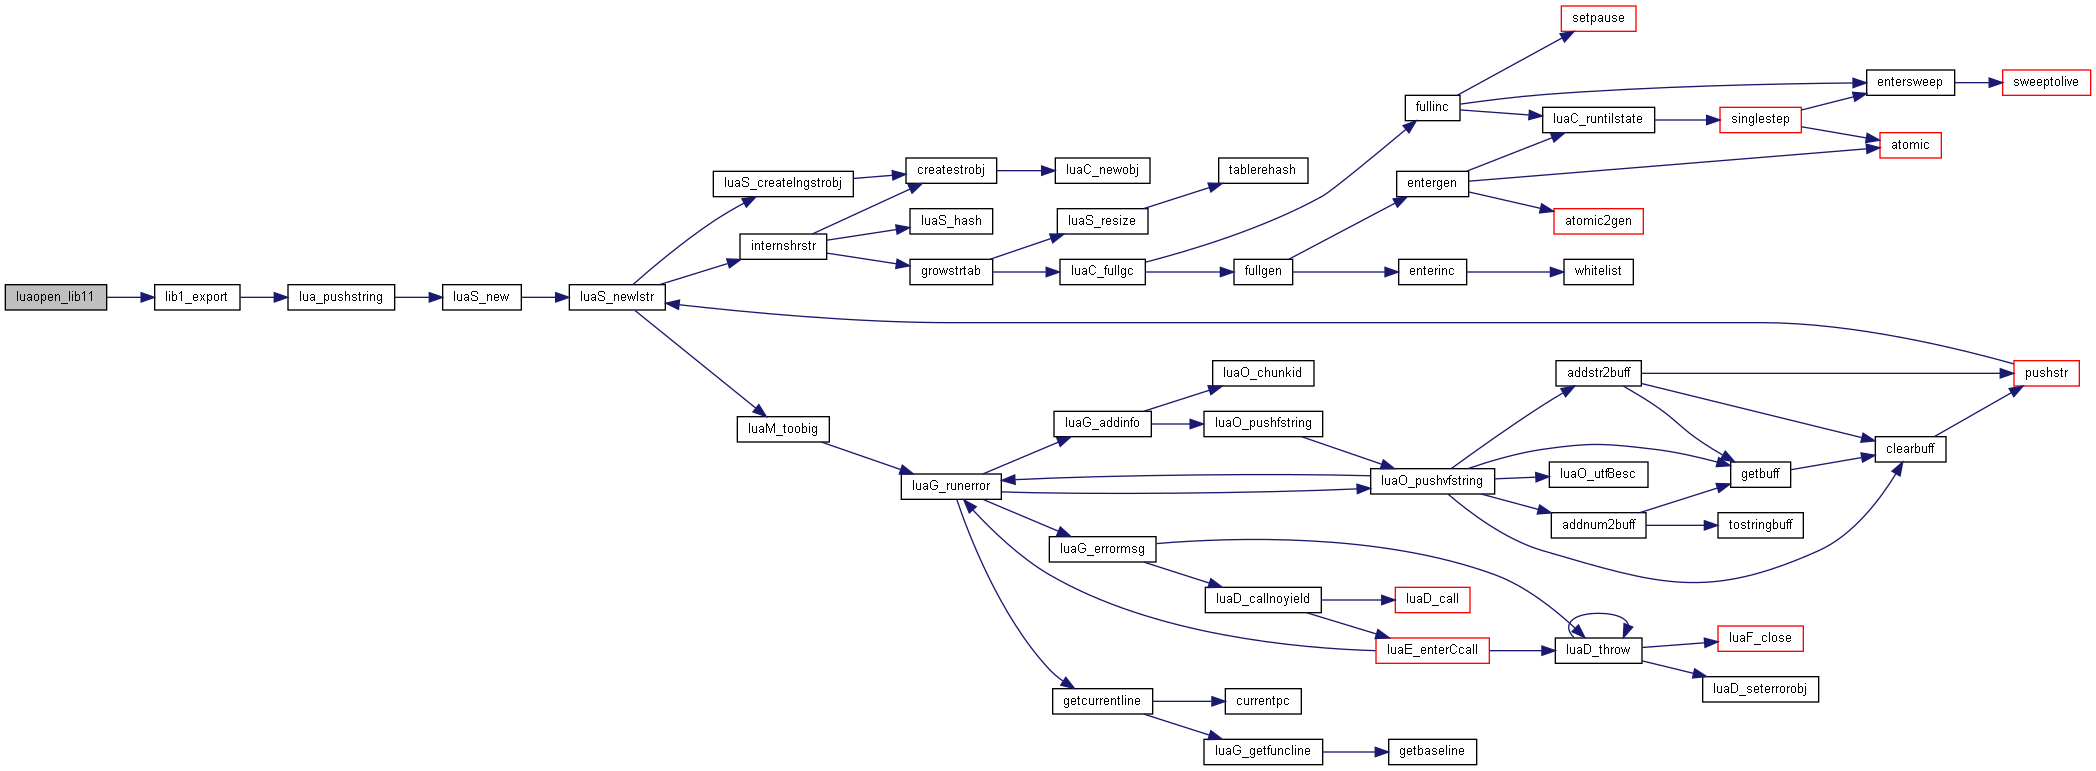 setpause
entersweep
sweeptolive
fullinc
luaC_runtilstate
singlestep
atomic
luaS_createlngstrobj
createstrobj
luaC_newobj
tablerehash
entergen
atomic2gen
luaS_hash
luaS_resize
internshrstr
growstrtab
luaC_fullgc
fullgen
enterinc
whitelist
luaopen_lib11
lib1_export
lua_pushstring
luaS_new
luaS_newlstr
luaO_chunkid
addstr2buff
pushstr
luaM_toobig
luaG_addinfo
luaO_pushfstring
clearbuff
luaG_runerror
luaO_pushvfstring
luaO_utf8esc
getbuff
addnum2buff
tostringbuff
luaG_errormsg
luaD_callnoyield
luaD_call
luaE_enterCcall
luaD_throw
luaF_close
luaD_seterrorobj
getcurrentline
currentpc
luaG_getfuncline
getbaseline